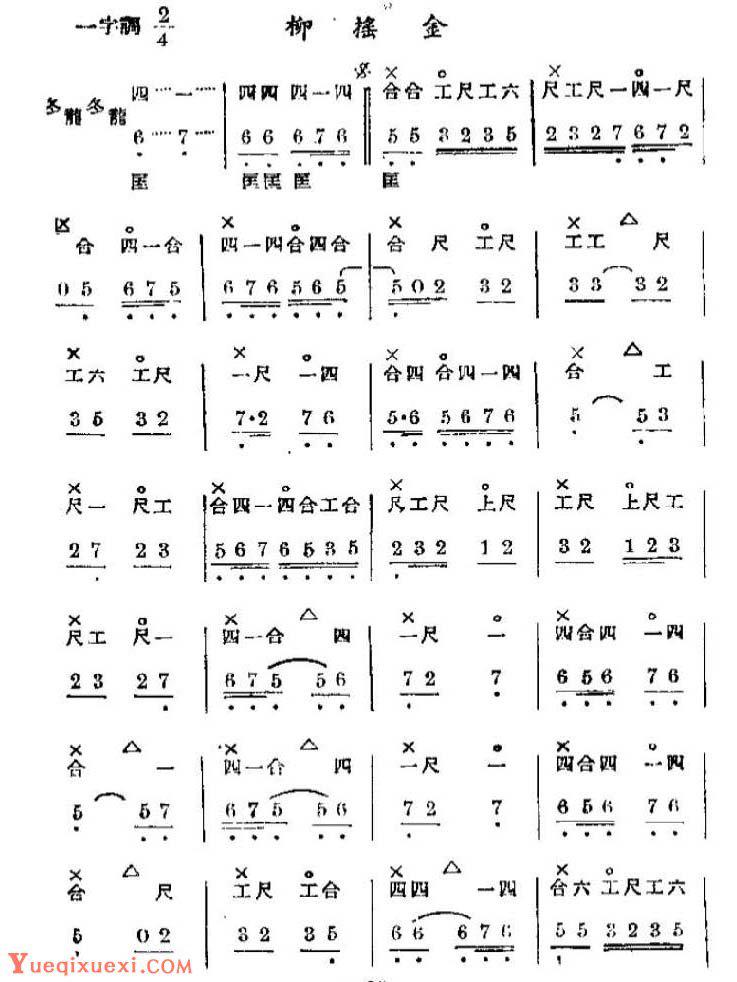 一字調 2/4 柳搖金
冬龍冬龍 四┄┄一┄┄ 四四 四一四 合合 工尺工六 尺工尺一四一尺
6┄┄ 7┄┄ 6 6 6 7 6 5 5 3 2 3 5 2 3 2 7 6 7 2
匡 匡匡 匡 匡
合 四一合 四一四合四合 合 尺 工尺 工工 尺
0 5 6 7 5 6 7 6 5 6 5 5 0 2 3 2 3 3 3 2
工六 工尺 一尺 一四 合四 合四一四 合 工
3 5 3 2 7·2 7 6 5·6 5 6 7 6 5 5 3
尺一 尺工 合四一四合工合 尺工尺 上尺 工尺 上尺工
2 7 2 3 5 6 7 6 5 3 5 2 3 2 1 2 3 2 1 2 3
尺工 尺一 四一合 四 一尺 一 四合四 一四
2 3 2 7 6 7 5 5 6 7 2 7 6 5 6 7 6
合 一 四一合 四 一尺 一 四合四 一四
5 5 7 6 7 5 5 6 7 2 7 6 5 6 7 6
合 尺 工尺 工合 四四 一四 合六 工尺工六
5 0 2 3 2 3 5 6 6 6 7 6 5 5 3 2 3 5
Yueqixuexi.com